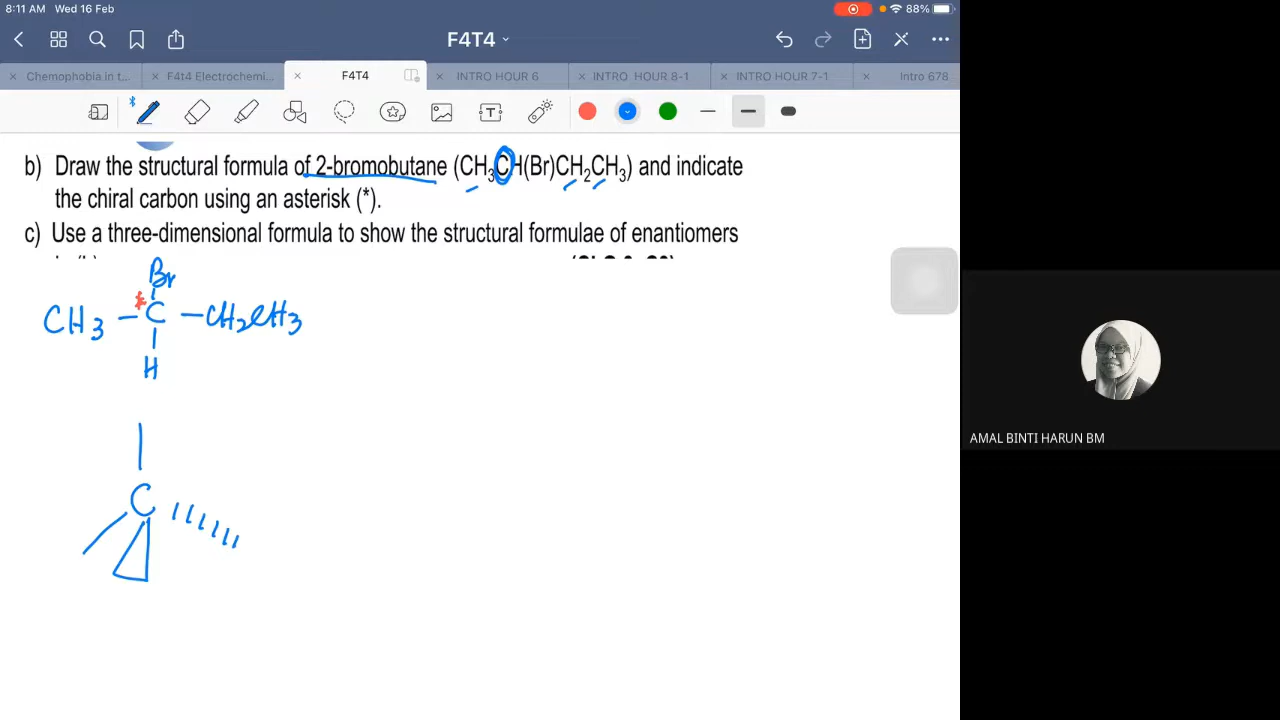 8:11 AM Wed 16 Feb
88%
F4T4
Chemophobia in t...
F4t4 Electrochemi...
F4T4
INTRO HOUR 6
INTRO HOUR 8-1
INTRO HOUR 7-1
Intro 678
b) Draw the structural formula of 2-bromobutane (CH₃CH(Br)CH₂CH₃) and indicate
the chiral carbon using an asterisk (*).
c) Use a three-dimensional formula to show the structural formulae of enantiomers
Br
CH3 - *C - CH2CH3
H
C
AMAL BINTI HARUN BM